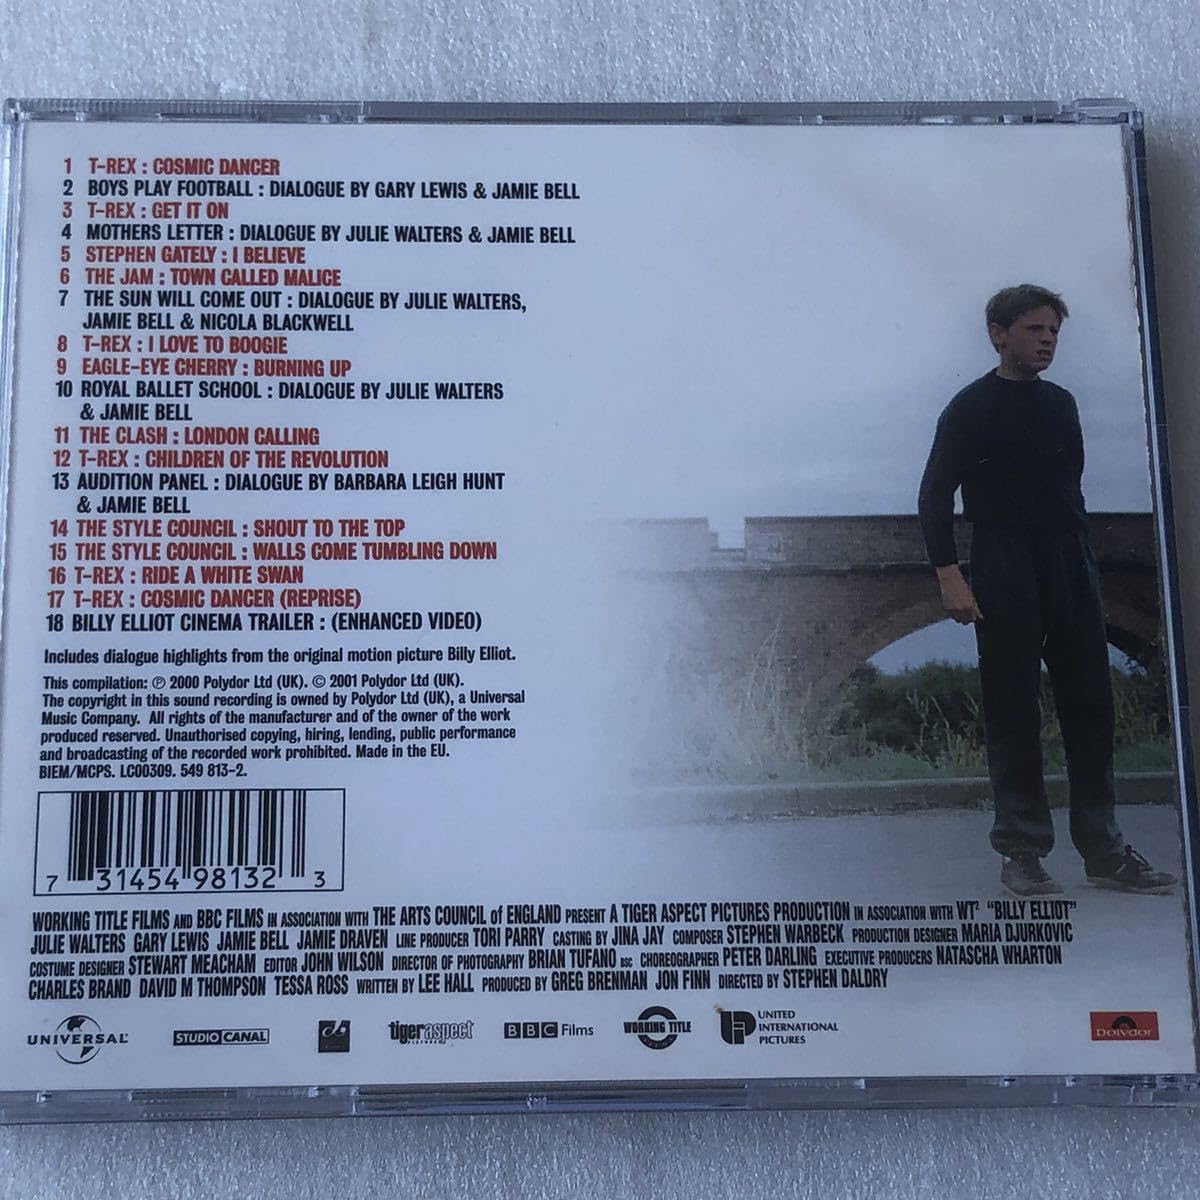 1 T-REX : COSMIC DANCER
2 BOYS PLAY FOOTBALL : DIALOGUE BY GARY LEWIS & JAMIE BELL
3 T-REX : GET IT ON
4 MOTHERS LETTER : DIALOGUE BY JULIE WALTERS & JAMIE BELL
5 STEPHEN GATELY : I BELIEVE
6 THE JAM : TOWN CALLED MALICE
7 THE SUN WILL COME OUT : DIALOGUE BY JULIE WALTERS,
JAMIE BELL & NICOLA BLACKWELL
8 T-REX : I LOVE TO BOOGIE
9 EAGLE-EYE CHERRY : BURNING UP
10 ROYAL BALLET SCHOOL : DIALOGUE BY JULIE WALTERS
& JAMIE BELL
11 THE CLASH : LONDON CALLING
12 T-REX : CHILDREN OF THE REVOLUTION
13 AUDITION PANEL : DIALOGUE BY BARBARA LEIGH HUNT
& JAMIE BELL
14 THE STYLE COUNCIL : SHOUT TO THE TOP
15 THE STYLE COUNCIL : WALLS COME TUMBLING DOWN
16 T-REX : RIDE A WHITE SWAN
17 T-REX : COSMIC DANCER (REPRISE)
18 BILLY ELLIOT CINEMA TRAILER : (ENHANCED VIDEO)
Includes dialogue highlights from the original motion picture Billy Elliot.
This compilation: ℗ 2000 Polydor Ltd (UK). © 2001 Polydor Ltd (UK).
The copyright in this sound recording is owned by Polydor Ltd (UK), a Universal
Music Company. All rights of the manufacturer and of the owner of the work
produced reserved. Unauthorised copying, hiring, lending, public performance
and broadcasting of the recorded work prohibited. Made in the EU.
BIEM/MCPS. LC00309. 549 813-2.
7 31454 98132 3
WORKING TITLE FILMS AND BBC FILMS IN ASSOCIATION WITH THE ARTS COUNCIL of ENGLAND PRESENT A TIGER ASPECT PICTURES PRODUCTION IN ASSOCIATION WITH WT² "BILLY ELLIOT"
JULIE WALTERS GARY LEWIS JAMIE BELL JAMIE DRAVEN LINE PRODUCER TORI PARRY CASTING BY JINA JAY COMPOSER STEPHEN WARBECK PRODUCTION DESIGNER MARIA DJURKOVIC
COSTUME DESIGNER STEWART MEACHAM EDITOR JOHN WILSON DIRECTOR OF PHOTOGRAPHY BRIAN TUFANO BSC CHOREOGRAPHER PETER DARLING EXECUTIVE PRODUCERS NATASCHA WHARTON
CHARLES BRAND DAVID M THOMPSON TESSA ROSS WRITTEN BY LEE HALL PRODUCED BY GREG BRENMAN JON FINN DIRECTED BY STEPHEN DALDRY
UNIVERSAL
STUDIO CANAL
tigeraspect
PICTURES
BBC Films
WORKING TITLE
UIP UNITED
INTERNATIONAL
PICTURES
Polydor